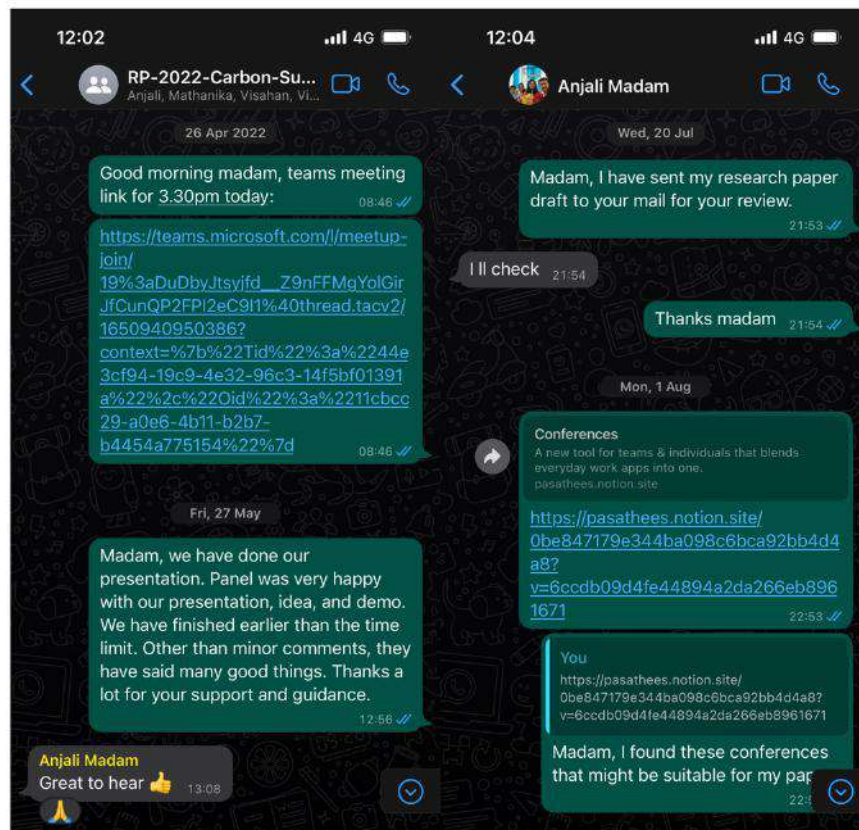 12:02
4G
RP-2022-Carbon-Su...
Anjali, Mathanika, Visahan, Vi...
26 Apr 2022
Good morning madam, teams meeting
link for 3.30pm today:
08:46
https://teams.microsoft.com/l/meetup-
join/
19%3aDuDbyJtsyjfd__Z9nFFMgYolGir
JfCunQP2FPI2eC9I1%40thread.tacv2/
1650940950386?
context=%7b%22Tid%22%3a%2244e
3cf94-19c9-4e32-96c3-14f5bf01391
a%22%2c%22Oid%22%3a%2211cbcc
29-a0e6-4b11-b2b7-
b4454a775154%22%7d
08:46
Fri, 27 May
Madam, we have done our
presentation. Panel was very happy
with our presentation, idea, and demo.
We have finished earlier than the time
limit. Other than minor comments, they
have said many good things. Thanks a
lot for your support and guidance.
12:56
Anjali Madam
Great to hear 👍
13:08
🙏
12:04
4G
Anjali Madam
Wed, 20 Jul
Madam, I have sent my research paper
draft to your mail for your review.
21:53
I ll check
21:54
Thanks madam
21:54
Mon, 1 Aug
Conferences
A new tool for teams & individuals that blends
everyday work apps into one.
pasathees.notion.site
https://pasathees.notion.site/
0be847179e344ba098c6bca92bb4d4
a8?
v=6ccdb09d4fe44894a2da266eb896
1671
22:53
You
https://pasathees.notion.site/
0be847179e344ba098c6bca92bb4d4a8?
v=6ccdb09d4fe44894a2da266eb8961671
Madam, I found these conferences
that might be suitable for my